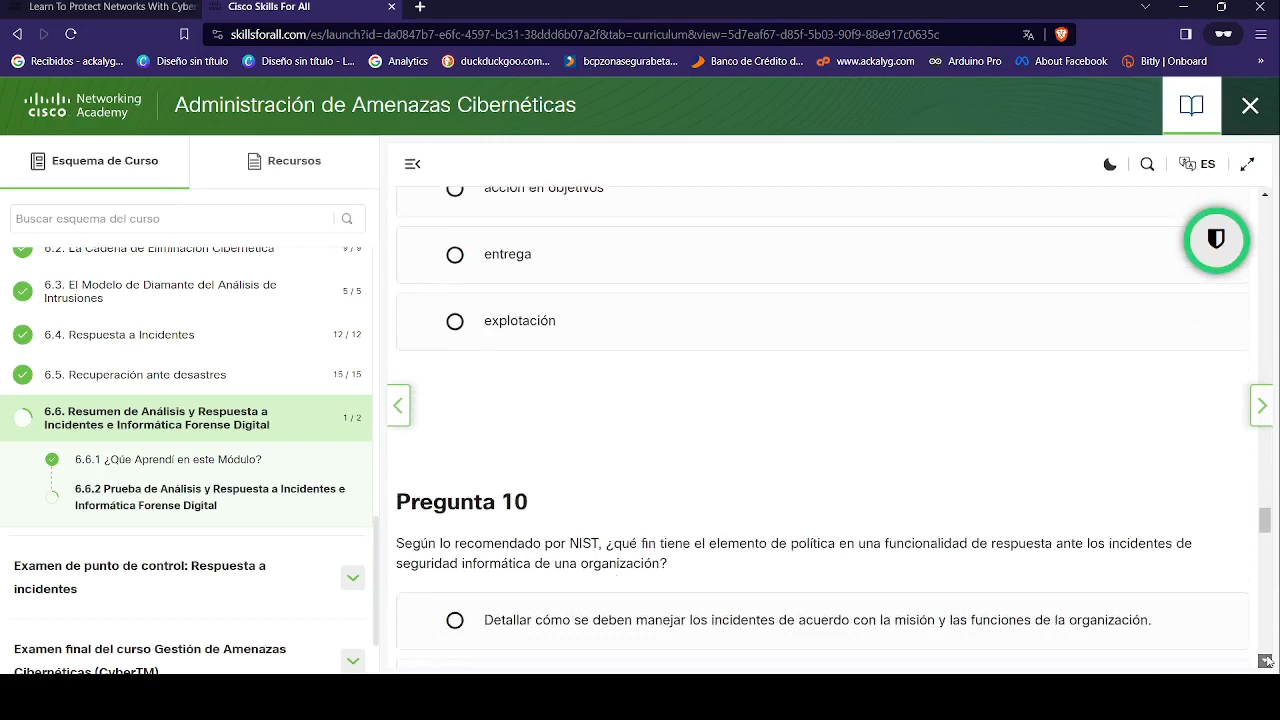 Learn To Protect Networks With Cyber
Cisco Skills For All
skillsforall.com/es/launch?id=da0847b7-e6fc-4597-bc31-38ddd6b07a2f&tab=curriculum&view=5d7eaf67-d85f-5b03-90f9-88e917c0635c
Recibidos - ackalyg...
Diseño sin título
Diseño sin título - L...
Analytics
duckduckgoo.com...
bcpzonasegurabeta...
Banco de Crédito d...
www.ackalyg.com
Arduino Pro
About Facebook
Bitly | Onboard
»
CISCO
Networking
Academy
Administración de Amenazas Cibernéticas
Esquema de Curso
Recursos
ES
Buscar esquema del curso
6.2. La Cadena de Eliminación Cibernética
9 / 9
6.3. El Modelo de Diamante del Análisis de
Intrusiones
5 / 5
6.4. Respuesta a Incidentes
12 / 12
6.5. Recuperación ante desastres
15 / 15
6.6. Resumen de Análisis y Respuesta a
Incidentes e Informática Forense Digital
1 / 2
6.6.1 ¿Qúe Aprendí en este Módulo?
6.6.2 Prueba de Análisis y Respuesta a Incidentes e
Informática Forense Digital
Examen de punto de control: Respuesta a
incidentes
Examen final del curso Gestión de Amenazas
Cibernéticas (CyberTM)
acción en objetivos
entrega
explotación
Pregunta 10
Según lo recomendado por NIST, ¿qué fin tiene el elemento de política en una funcionalidad de respuesta ante los incidentes de
seguridad informática de una organización?
Detallar cómo se deben manejar los incidentes de acuerdo con la misión y las funciones de la organización.